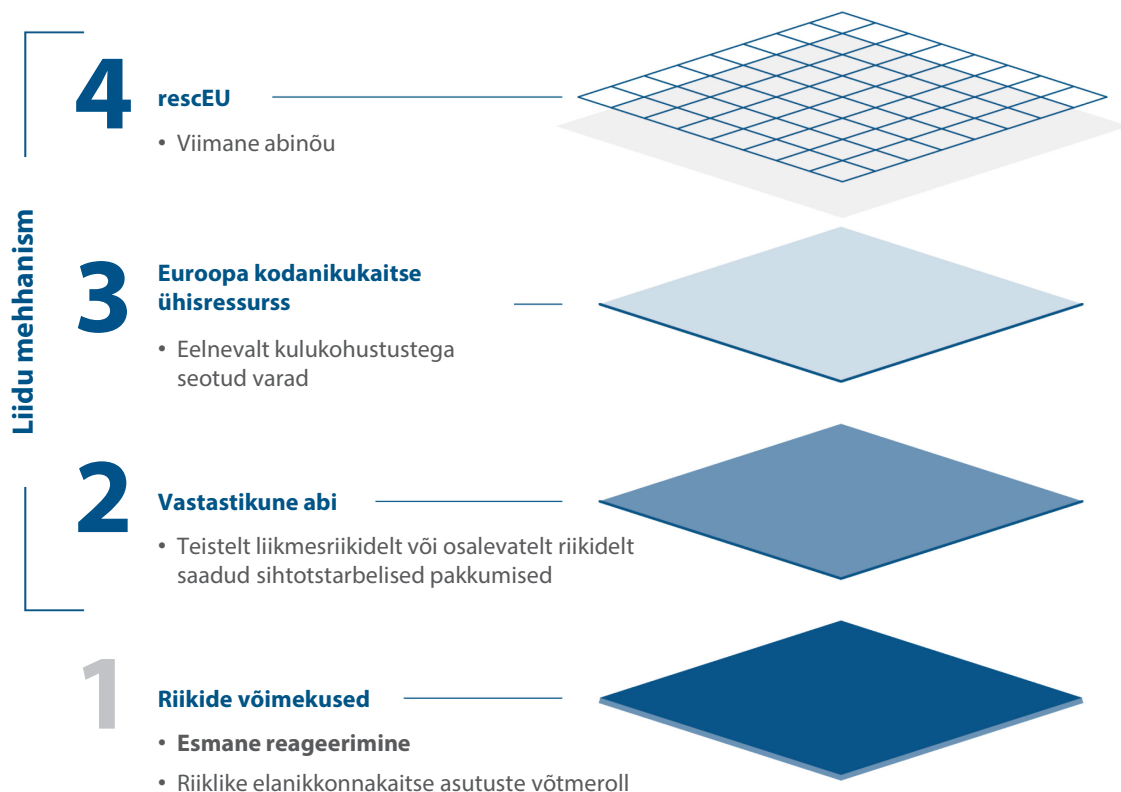 Liidu mehhanism
4
rescEU
• Viimane abinõu
3
Euroopa kodanikukaitse
ühisressurss
• Eelnevalt kulukohustustega
seotud varad
2
Vastastikune abi
• Teistelt liikmesriikidelt või osalevatelt riikidelt
saadud sihtotstarbelised pakkumised
1
Riikide võimekused
• Esmane reageerimine
• Riiklike elanikkonnakaitse asutuste võtmeroll